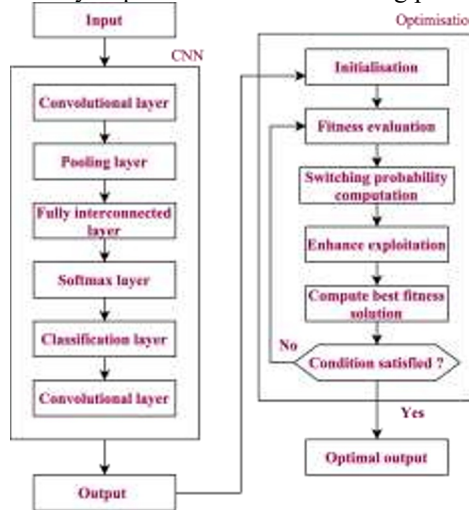 Input
CNN
Convolutional layer
Pooling layer
Fully interconnected
layer
Softmax layer
Classification layer
Convolutional layer
Output
Optimisatio
Initialisation
Fitness evaluation
Switching probability
computation
Enhance exploitation
Compute best fitness
solution
No
Condition satisfied ?
Yes
Optimal output